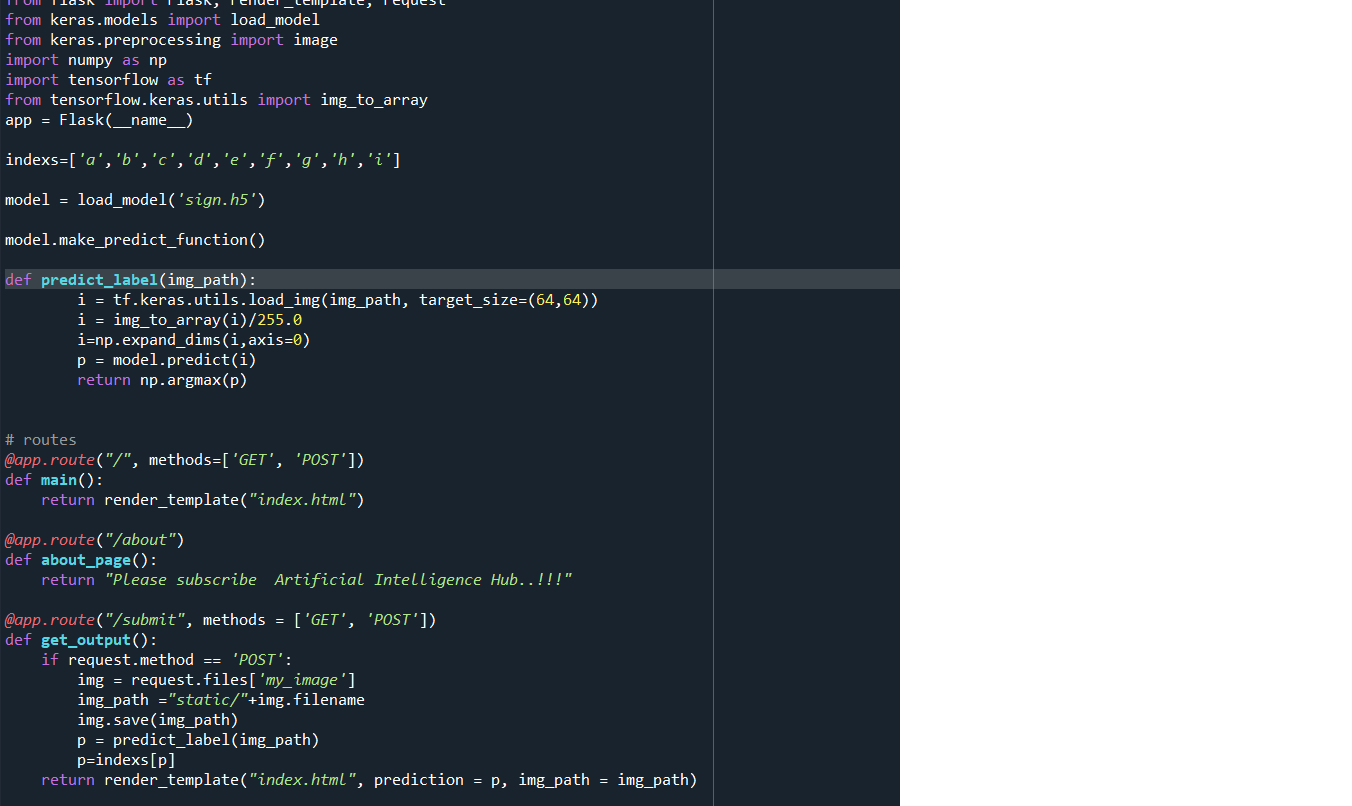 from flask import Flask, render_template, request
from keras.models import load_model
from keras.preprocessing import image
import numpy as np
import tensorflow as tf
from tensorflow.keras.utils import img_to_array
app = Flask(__name__)
indexs=['a','b','c','d','e','f','g','h','i']
model = load_model('sign.h5')
model.make_predict_function()
def predict_label(img_path):
        i = tf.keras.utils.load_img(img_path, target_size=(64,64))
        i = img_to_array(i)/255.0
        i=np.expand_dims(i,axis=0)
        p = model.predict(i)
        return np.argmax(p)
# routes
@app.route("/", methods=['GET', 'POST'])
def main():
    return render_template("index.html")
@app.route("/about")
def about_page():
    return "Please subscribe  Artificial Intelligence Hub..!!!"
@app.route("/submit", methods = ['GET', 'POST'])
def get_output():
    if request.method == 'POST':
        img = request.files['my_image']
        img_path ="static/"+img.filename
        img.save(img_path)
        p = predict_label(img_path)
        p=indexs[p]
    return render_template("index.html", prediction = p, img_path = img_path)